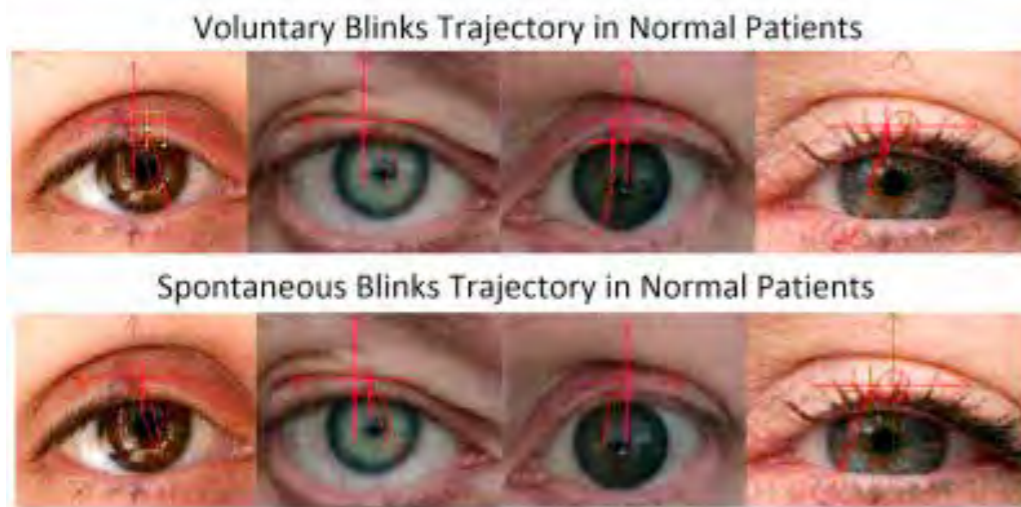 Voluntary Blinks Trajectory in Normal Patients
Spontaneous Blinks Trajectory in Normal Patients